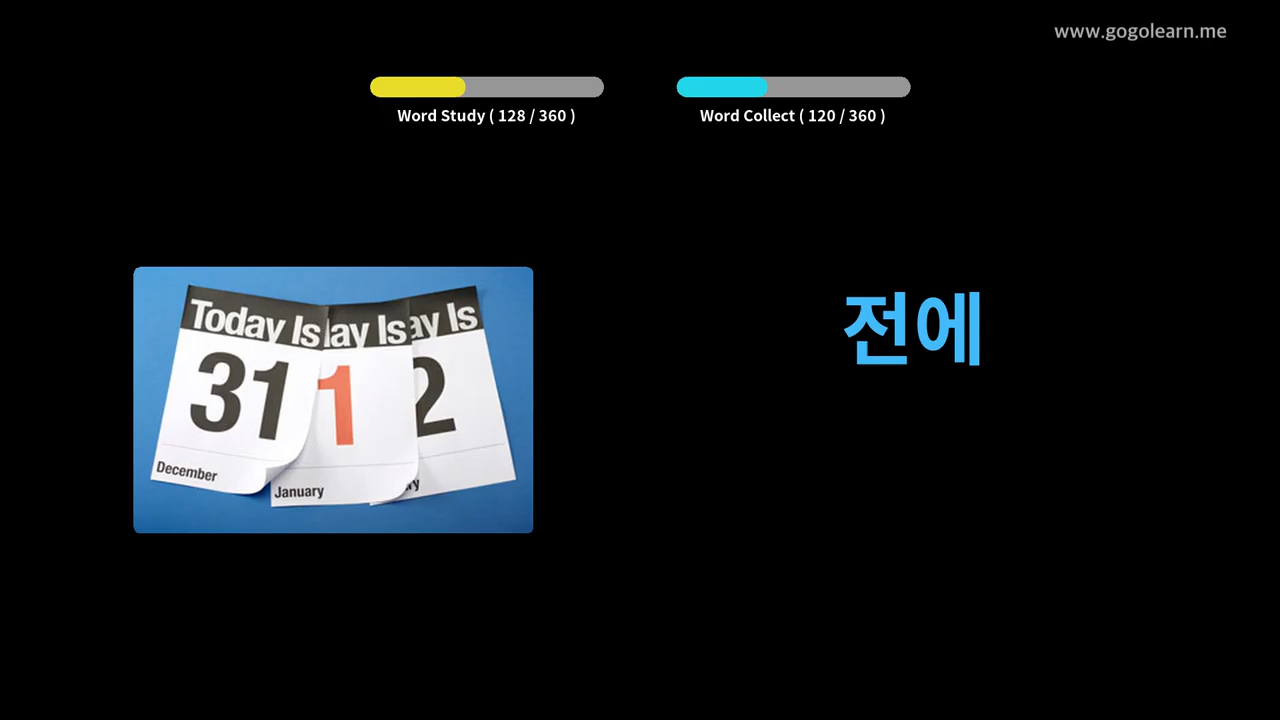 www.gogolearn.me
Word Study ( 128 / 360 )
Word Collect ( 120 / 360 )
Today Is
ay Is
ay Is
31
1
2
December
January
ry
전에